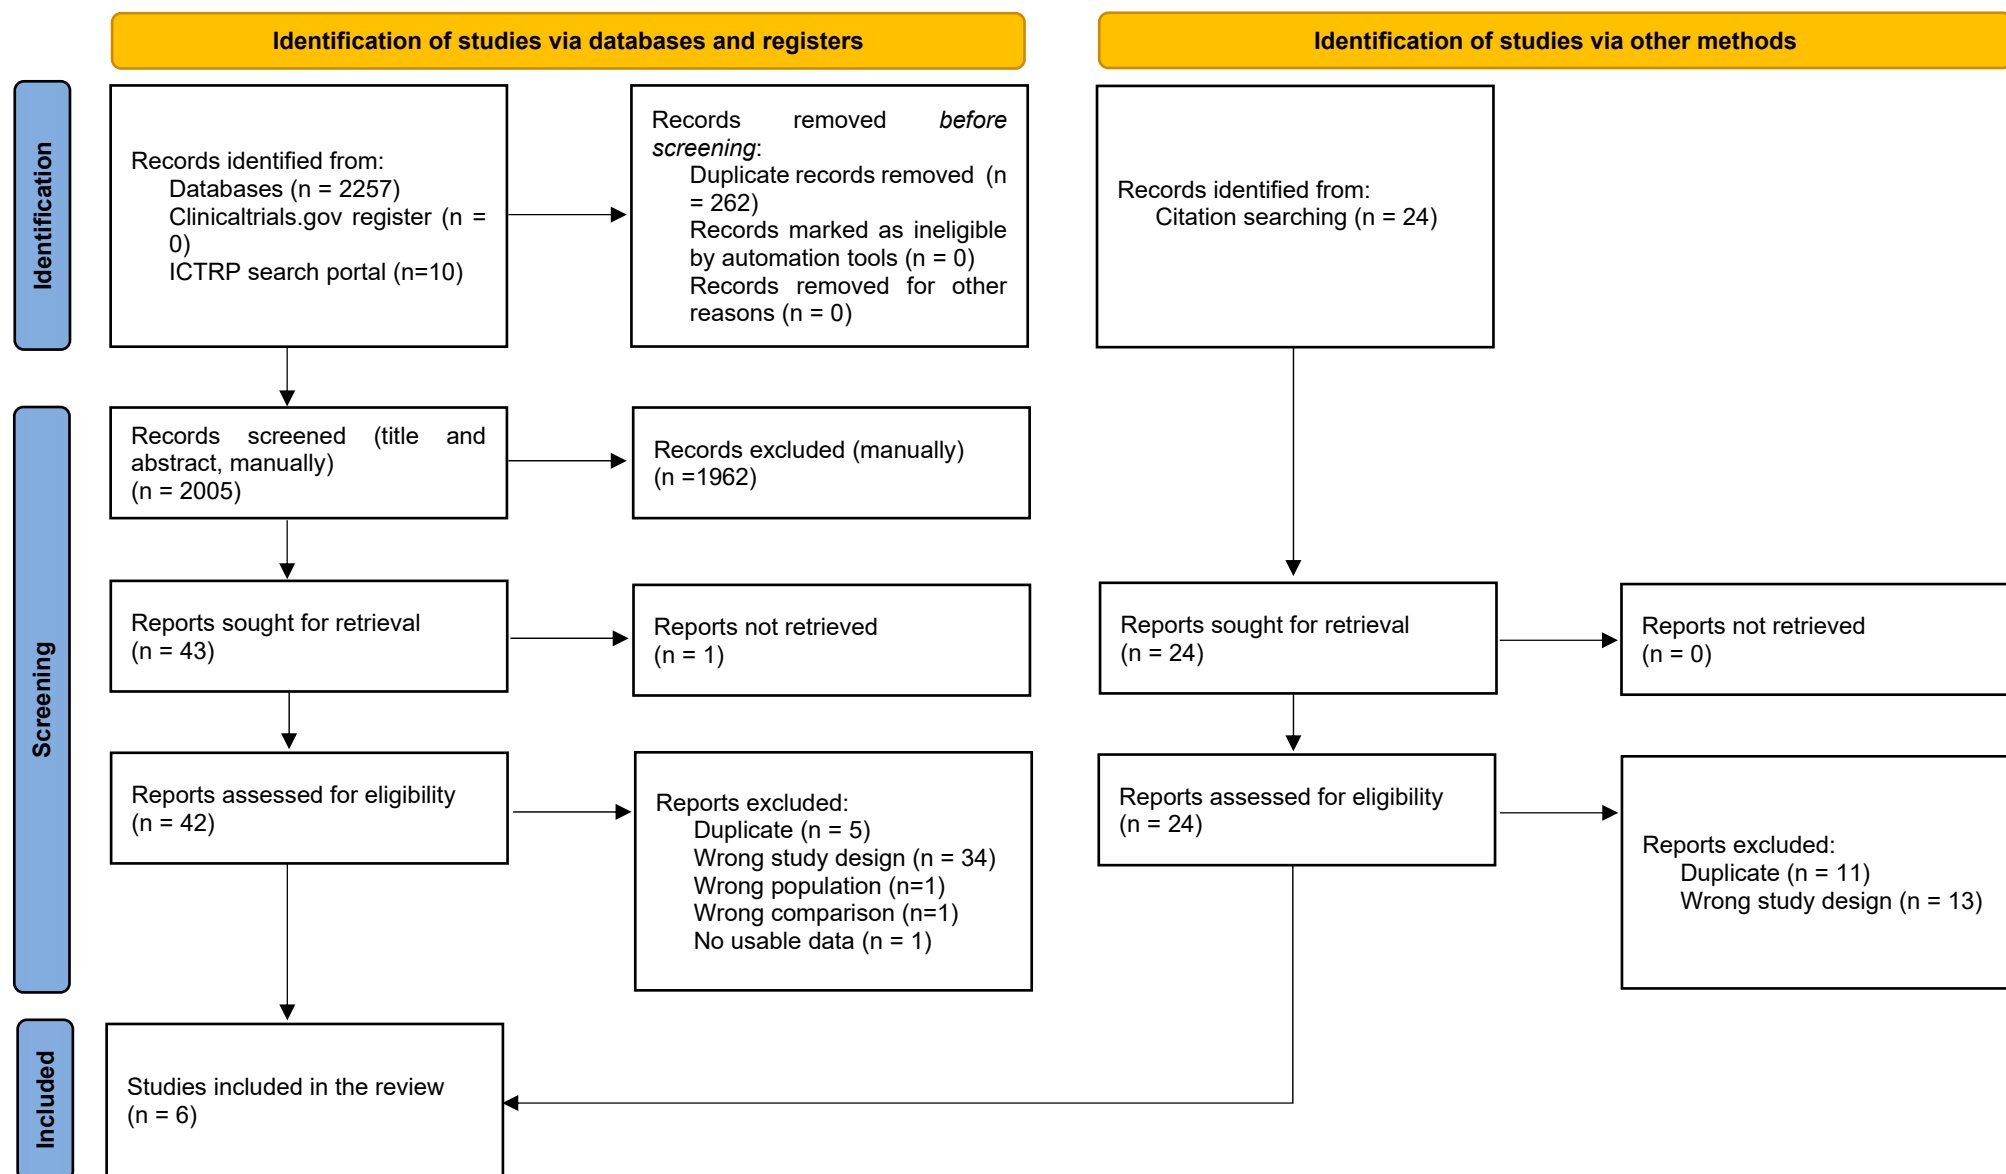 Identification of studies via databases and registers
Identification of studies via other methods
Identification
Records identified from:
Databases (n = 2257)
Clinicaltrials.gov register (n =
0)
ICTRP search portal (n=10)
Records removed before
screening:
Duplicate records removed (n
= 262)
Records marked as ineligible
by automation tools (n = 0)
Records removed for other
reasons (n = 0)
Records identified from:
Citation searching (n = 24)
Screening
Records screened (title and
abstract, manually)
(n = 2005)
Records excluded (manually)
(n =1962)
Reports sought for retrieval
(n = 43)
Reports not retrieved
(n = 1)
Reports sought for retrieval
(n = 24)
Reports not retrieved
(n = 0)
Reports assessed for eligibility
(n = 42)
Reports excluded:
Duplicate (n = 5)
Wrong study design (n = 34)
Wrong population (n=1)
Wrong comparison (n=1)
No usable data (n = 1)
Reports assessed for eligibility
(n = 24)
Reports excluded:
Duplicate (n = 11)
Wrong study design (n = 13)
Included
Studies included in the review
(n = 6)